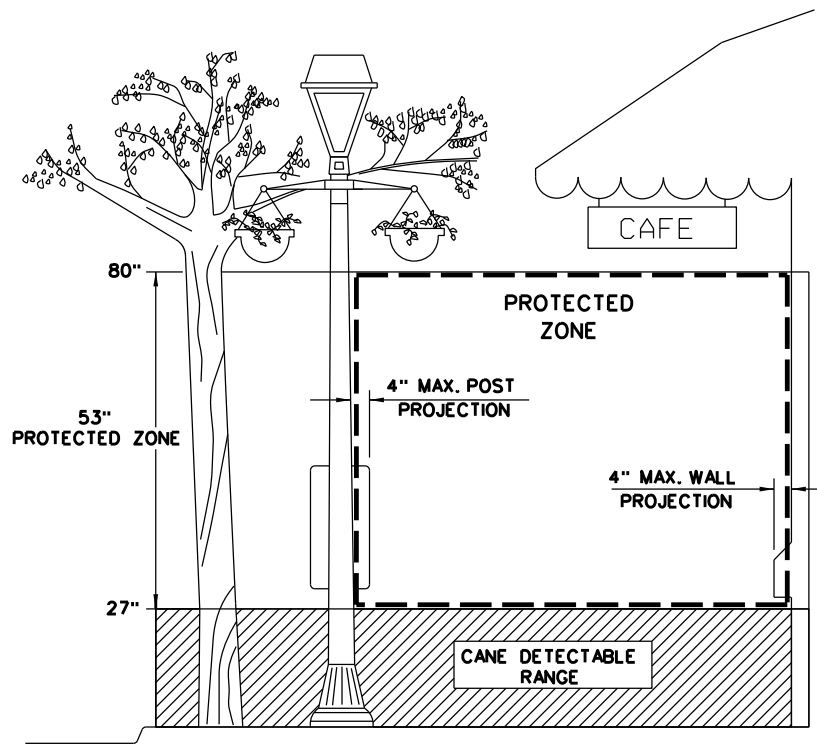 CAFE
80"
PROTECTED
ZONE
4" MAX. POST
PROJECTION
53"
PROTECTED ZONE
4" MAX. WALL
PROJECTION
27"
CANE DETECTABLE
RANGE